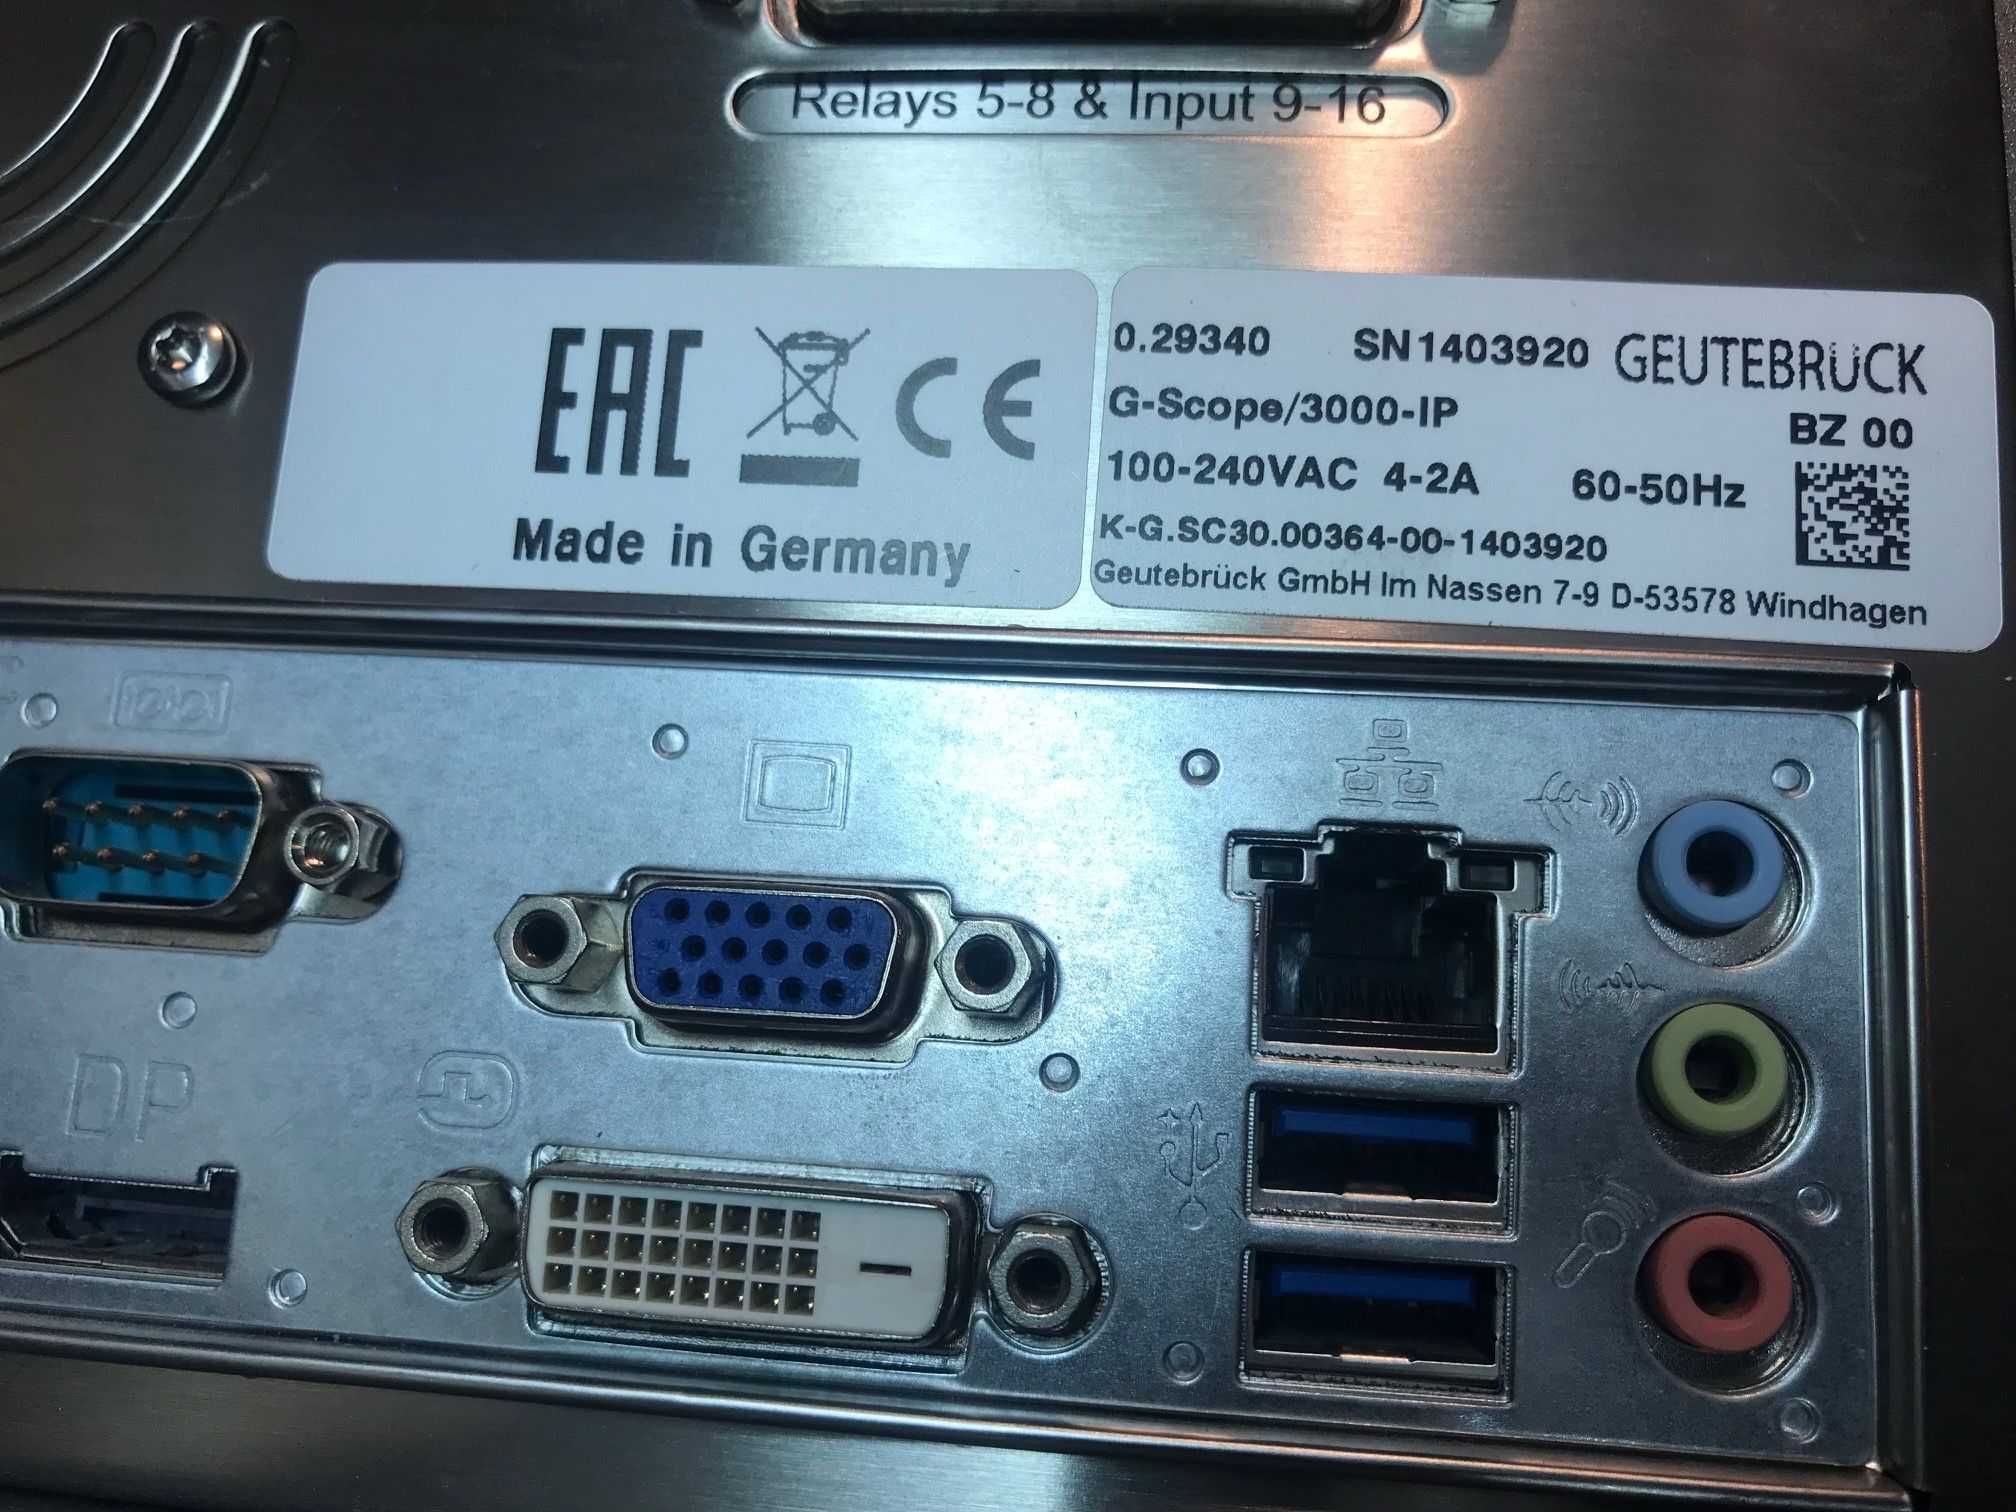 Relays 5-8 & Input 9-16
EAC
CE
Made in Germany
0.29340 SN1403920 GEUTEBRÜCK
G-Scope/3000-IP BZ 00
100-240VAC 4-2A 60-50Hz
K-G.SC30.00364-00-1403920
Geutebrück GmbH Im Nassen 7-9 D-53578 Windhagen
IOIOI
DP